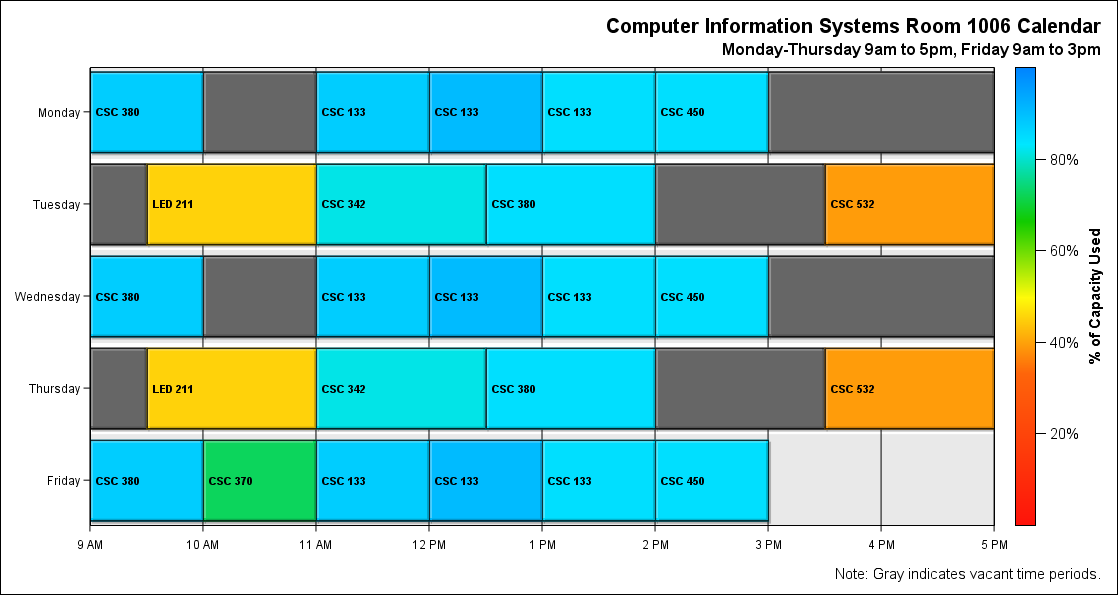 Computer Information Systems Room 1006 Calendar
Monday-Thursday 9am to 5pm, Friday 9am to 3pm
Monday
CSC 380
CSC 133
CSC 133
CSC 133
CSC 450
Tuesday
LED 211
CSC 342
CSC 380
CSC 532
Wednesday
CSC 380
CSC 133
CSC 133
CSC 133
CSC 450
Thursday
LED 211
CSC 342
CSC 380
CSC 532
Friday
CSC 380
CSC 370
CSC 133
CSC 133
CSC 133
CSC 450
9 AM
10 AM
11 AM
12 PM
1 PM
2 PM
3 PM
4 PM
5 PM
80%
60%
40%
20%
% of Capacity Used
Note: Gray indicates vacant time periods.